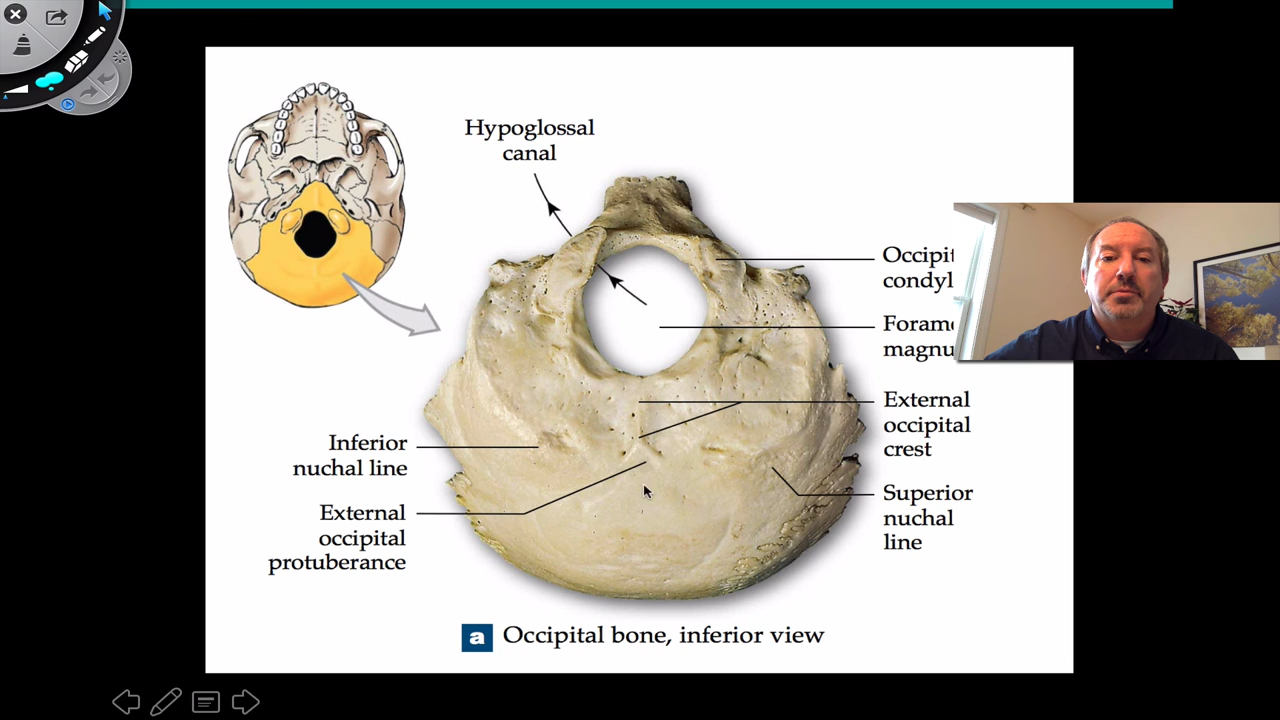 Hypoglossal
canal
Occipit
condyl
Foram
magnu
External
occipital
crest
Inferior
nuchal line
Superior
nuchal
line
External
occipital
protuberance
a Occipital bone, inferior view